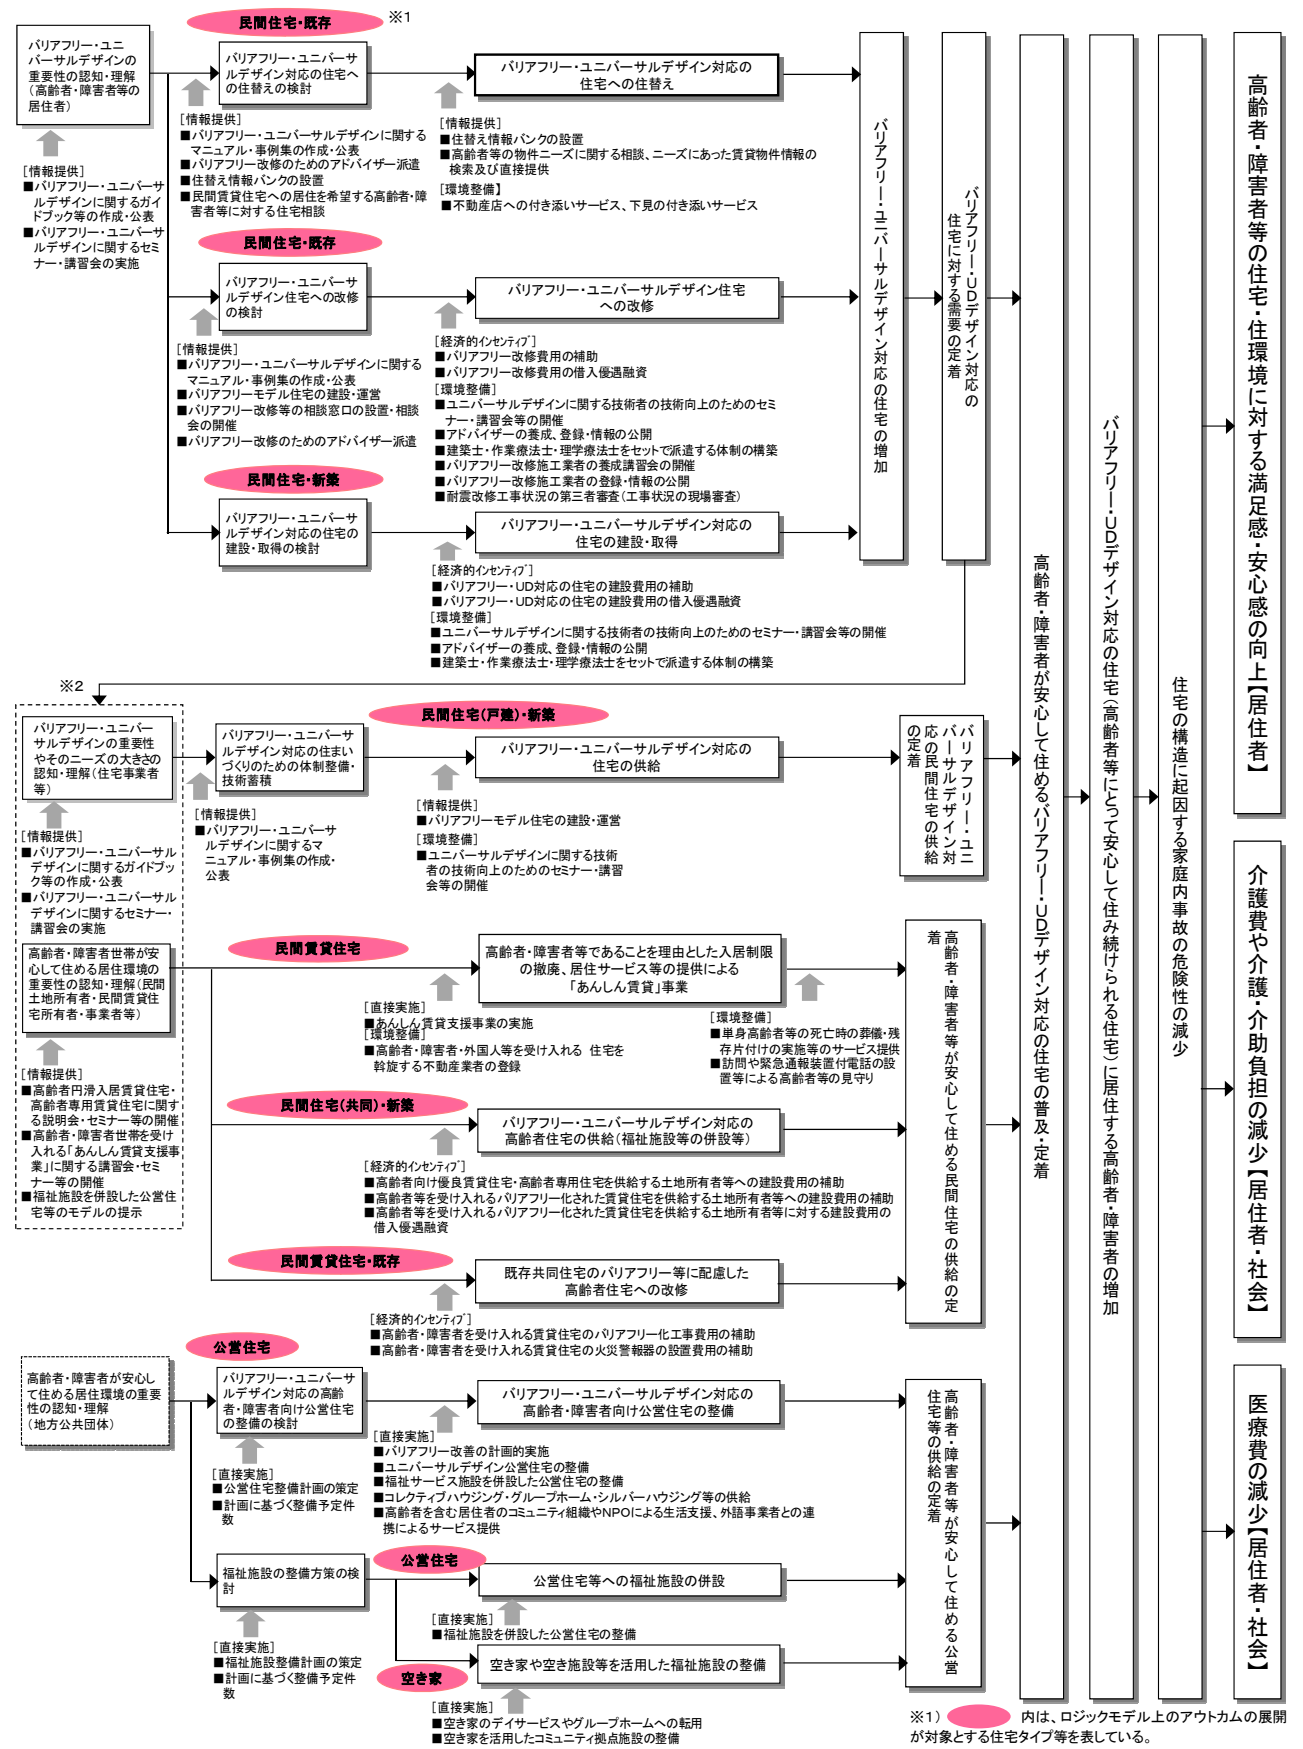 民間住宅・既存
※1
バリアフリー・ユニ
バーサルデザインの
重要性の認知・理解
（高齢者・障害者等の
居住者）
[情報提供]
■バリアフリー・ユニバーサ
ルデザインに関するガイ
ドブック等の作成・公表
■バリアフリー・ユニバーサ
ルデザインに関するセミ
ナー・講習会の実施
バリアフリー・ユニバーサ
ルデザイン対応の住宅へ
の住替えの検討
[情報提供]
■バリアフリー・ユニバーサルデザインに関する
マニュアル・事例集の作成・公表
■バリアフリー改修のためのアドバイザー派遣
■住替え情報バンクの設置
■民間賃貸住宅への居住を希望する高齢者・障
害者等に対する住宅相談
バリアフリー・ユニバーサルデザイン対応の
住宅への住替え
[情報提供]
■住替え情報バンクの設置
■高齢者等の物件ニーズに関する相談、ニーズにあった賃貸物件情報の
検索及び直接提供
[環境整備】
■不動産店への付き添いサービス、下見の付き添いサービス
民間住宅・既存
バリアフリー・ユニバーサ
ルデザイン住宅への改修
の検討
[情報提供]
■バリアフリー・ユニバーサルデザインに関する
マニュアル・事例集の作成・公表
■バリアフリーモデル住宅の建設・運営
■バリアフリー改修等の相談窓口の設置・相談
会の開催
■バリアフリー改修のためのアドバイザー派遣
バリアフリー・ユニバーサルデザイン住宅
への改修
[経済的インセンティブ]
■バリアフリー改修費用の補助
■バリアフリー改修費用の借入優遇融資
[環境整備]
■ユニバーサルデザインに関する技術者の技術向上のためのセミ
ナー・講習会等の開催
■アドバイザーの養成、登録・情報の公開
■建築士・作業療法士・理学療法士をセットで派遣する体制の構築
■バリアフリー改修施工業者の養成講習会の開催
■バリアフリー改修施工業者の登録・情報の公開
■耐震改修工事状況の第三者審査（工事状況の現場審査）
民間住宅・新築
バリアフリー・ユニバーサ
ルデザイン対応の住宅の
建設・取得の検討
バリアフリー・ユニバーサルデザイン対応の
住宅の建設・取得
[経済的インセンティブ]
■バリアフリー・UD対応の住宅の建設費用の補助
■バリアフリー・UD対応の住宅の建設費用の借入優遇融資
[環境整備]
■ユニバーサルデザインに関する技術者の技術向上のためのセミナー・講習会等の開催
■アドバイザーの養成、登録・情報の公開
■建築士・作業療法士・理学療法士をセットで派遣する体制の構築
バリアフリー・ユニバーサルデザイン対応の住宅の増加
バリアフリー・UDデザイン対応の
住宅に対する需要の定着
※2
バリアフリー・ユニバー
サルデザインの重要性
やそのニーズの大きさの
認知・理解（住宅事業者
等）
[情報提供]
■バリアフリー・ユニバーサル
デザインに関するガイドブッ
ク等の作成・公表
■バリアフリー・ユニバーサル
デザインに関するセミナー・
講習会の実施
バリアフリー・ユニバーサ
ルデザイン対応の住まい
づくりのための体制整備・
技術蓄積
[情報提供]
■バリアフリー・ユニバーサ
ルデザインに関するマ
ニュアル・事例集の作成・
公表
民間住宅（戸建）・新築
バリアフリー・ユニバーサルデザイン対応の
住宅の供給
[情報提供]
■バリアフリーモデル住宅の建設・運営
[環境整備]
■ユニバーサルデザインに関する技術
者の技術向上のためのセミナー・講習
会等の開催
バリアフリー・ユニ
バーサルデザイン対
応の民間住宅の供給
の定着
高齢者・障害者世帯が安
心して住める居住環境の
重要性の認知・理解（民間
土地所有者・民間賃貸住
宅所有者・事業者等）
[情報提供]
■高齢者円滑入居賃貸住宅・
高齢者専用賃貸住宅に関す
る説明会・セミナー等の開催
■高齢者・障害者世帯を受け
入れる「あんしん賃貸支援事
業」に関する講習会・セミ
ナー等の開催
■福祉施設を併設した公営住
宅等のモデルの提示
民間賃貸住宅
高齢者・障害者等であることを理由とした入居制限
の撤廃、居住サービス等の提供による
「あんしん賃貸」事業
[直接実施]
■あんしん賃貸支援事業の実施
[環境整備]
■高齢者・障害者・外国人等を受け入れる 住宅を
斡旋する不動産業者の登録
[環境整備]
■単身高齢者等の死亡時の葬儀・残
存片付けの実施等のサービス提供
■訪問や緊急通報装置付電話の設
置等による高齢者等の見守り
民間住宅（共同）・新築
バリアフリー・ユニバーサルデザイン対応の
高齢者住宅の供給（福祉施設等の併設等）
[経済的インセンティブ]
■高齢者向け優良賃貸住宅・高齢者専用住宅を供給する土地所有者等への建設費用の補助
■高齢者等を受け入れるバリアフリー化された賃貸住宅を供給する土地所有者等への建設費用の補助
■高齢者等を受け入れるバリアフリー化された賃貸住宅を供給する土地所有者等に対する建設費用の
借入優遇融資
民間賃貸住宅・既存
既存共同住宅のバリアフリー等に配慮した
高齢者住宅への改修
[経済的インセンティブ]
■高齢者・障害者を受け入れる賃貸住宅のバリアフリー化工事費用の補助
■高齢者・障害者を受け入れる賃貸住宅の火災警報器の設置費用の補助
高齢者・障害者等が安心して住める民間住宅の供給の定
着
公営住宅
高齢者・障害者が安心し
て住める居住環境の重要
性の認知・理解
（地方公共団体）
バリアフリー・ユニバーサ
ルデザイン対応の高齢
者・障害者向け公営住宅
の整備の検討
[直接実施]
■公営住宅整備計画の策定
■計画に基づく整備予定件
数
バリアフリー・ユニバーサルデザイン対応の
高齢者・障害者向け公営住宅の整備
[直接実施]
■バリアフリー改善の計画的実施
■ユニバーサルデザイン公営住宅の整備
■福祉サービス施設を併設した公営住宅の整備
■コレクティブハウジング・グループホーム・シルバーハウジング等の供給
■高齢者を含む居住者のコミュニティ組織やNPOによる生活支援、外語事業者との連
携によるサービス提供
福祉施設の整備方策の検
討
[直接実施]
■福祉施設整備計画の策定
■計画に基づく整備予定件
数
公営住宅
公営住宅等への福祉施設の併設
[直接実施]
■福祉施設を併設した公営住宅の整備
空き家
空き家や空き施設等を活用した福祉施設の整備
[直接実施]
■空き家のデイサービスやグループホームへの転用
■空き家を活用したコミュニティ拠点施設の整備
高齢者・障害者等が安心して住める公営
住宅等の供給の定着
高齢者・障害者が安心して住めるバリアフリー・UDデザイン対応の住宅の普及・定着
バリアフリー・UDデザイン対応の住宅（高齢者等にとって安心して住み続けられる住宅）に居住する高齢者・障害者の増加
住宅の構造に起因する家庭内事故の危険性の減少
高齢者・障害者等の住宅・住環境に対する満足感・安心感の向上【居住者】
介護費や介護・介助負担の減少【居住者・社会】
医療費の減少【居住者・社会】
※1） 内は、ロジックモデル上のアウトカムの展開
が対象とする住宅タイプ等を表している。